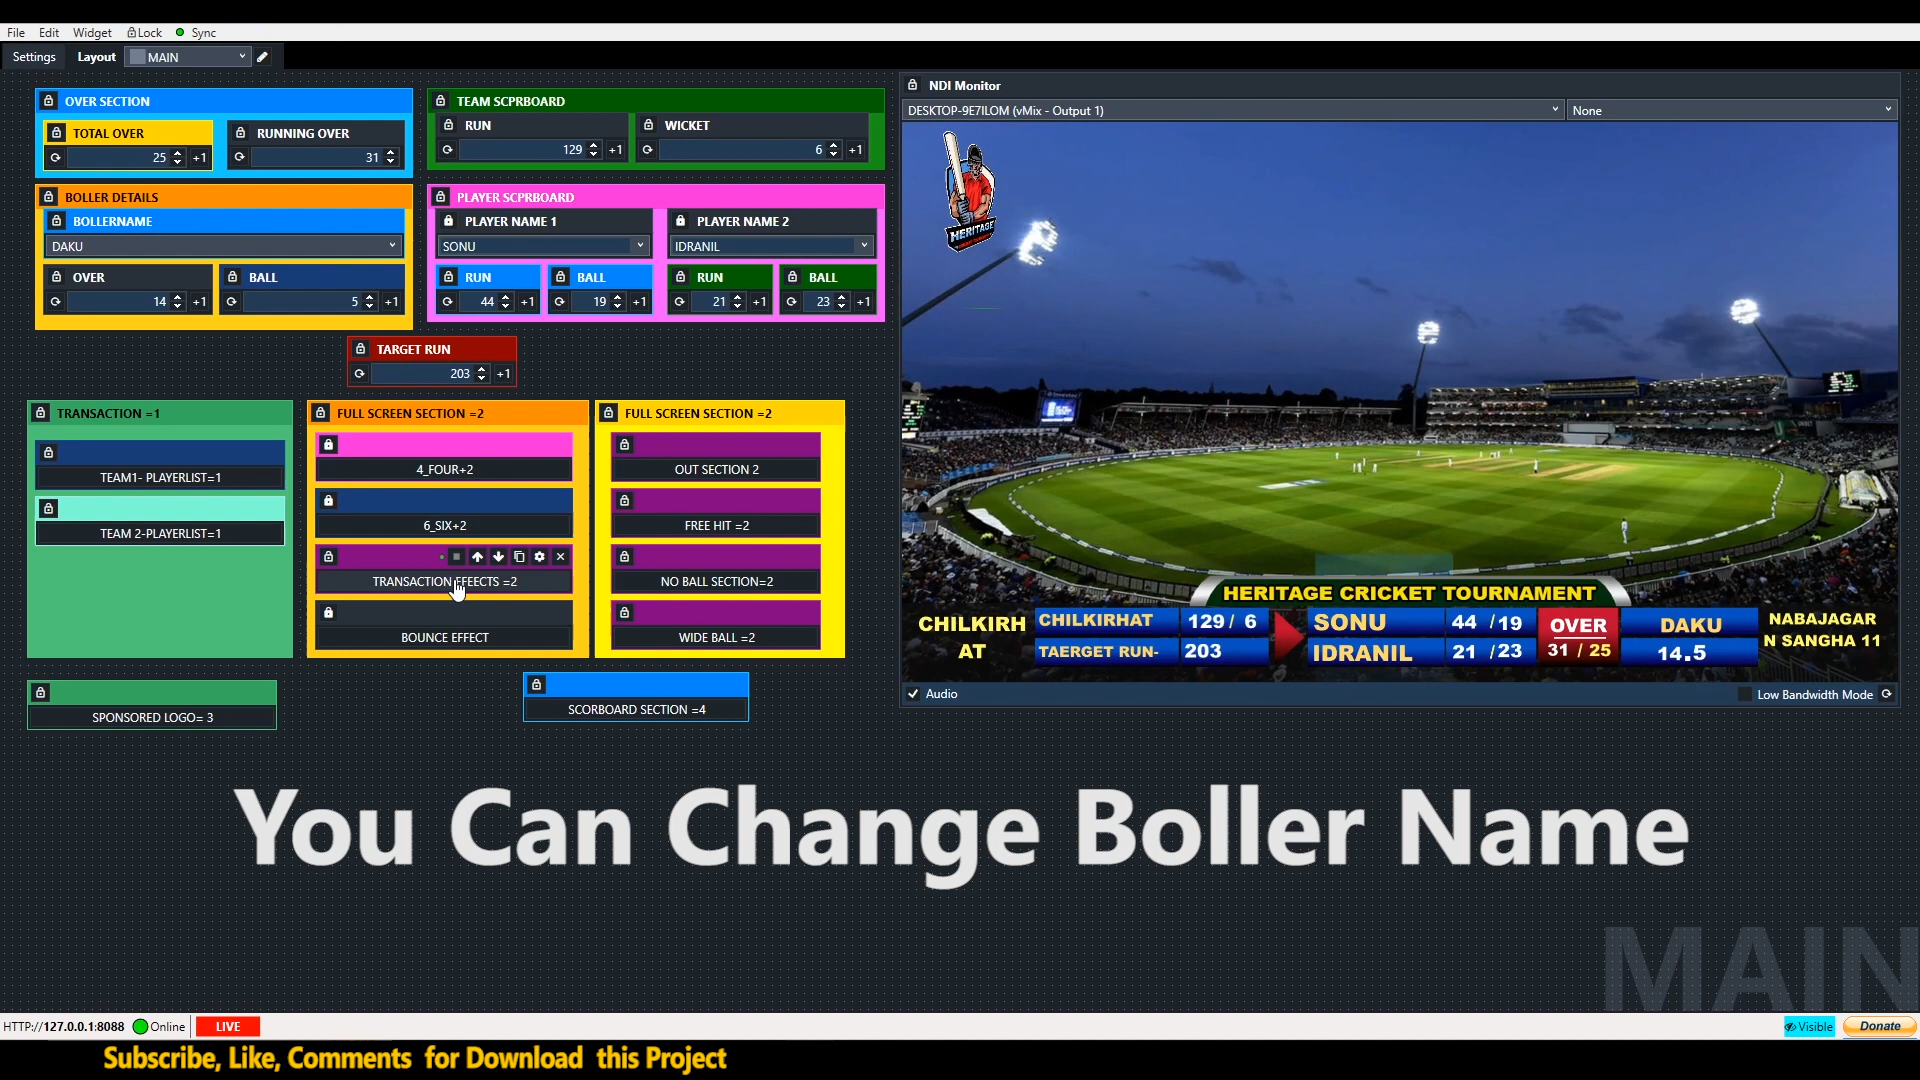 File Edit Widget Lock Sync
Settings Layout MAIN
OVER SECTION
TOTAL OVER
25 +1
RUNNING OVER
31
TEAM SCPRBOARD
RUN
129 +1
WICKET
6 +1
BOLLER DETAILS
BOLLERNAME
DAKU
OVER
14 +1
BALL
5 +1
PLAYER SCPRBOARD
PLAYER NAME 1
SONU
PLAYER NAME 2
IDRANIL
RUN
44 +1
BALL
19 +1
RUN
21 +1
BALL
23 +1
TARGET RUN
203 +1
TRANSACTION =1
TEAM1- PLAYERLIST=1
TEAM 2-PLAYERLIST=1
FULL SCREEN SECTION =2
4_FOUR+2
6_SIX+2
TRANSACTION EFEECTS =2
BOUNCE EFFECT
FULL SCREEN SECTION =2
OUT SECTION 2
FREE HIT =2
NO BALL SECTION=2
WIDE BALL =2
SPONSORED LOGO= 3
SCORBOARD SECTION =4
NDI Monitor
DESKTOP-9E7ILOM (vMix - Output 1) None
HERITAGE
HERITAGE CRICKET TOURNAMENT
CHILKIRH
AT
CHILKIRHAT 129/ 6
TAERGET RUN- 203
SONU 44 /19
IDRANIL 21 /23
OVER
31 / 25
DAKU
14.5
NABAJAGAR
N SANGHA 11
Audio Low Bandwidth Mode
You Can Change Boller Name
MAIN
HTTP://127.0.0.1:8088 Online LIVE Visible Donate
Subscribe, Like, Comments for Download this Project